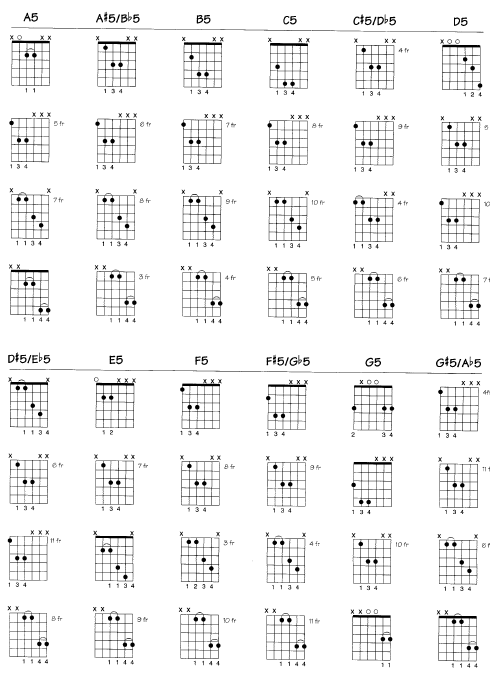 A5 A♯5/B♭5 B5 C5 C♯5/D♭5 D5
X O X X X X X X X X X X X X X X X O O
4 fr
1 1 1 3 4 1 3 4 1 3 4 1 3 4 1 2 4
X X X X X X X X X X X X X X X X X X
5 fr 6 fr 7 fr 8 fr 9 fr 5
1 3 4 1 3 4 1 3 4 1 3 4 1 3 4 1 3 4
X X X X X X X X X X X X X
7 fr 8 fr 9 fr 10 fr 4 fr 10
1 1 3 4 1 1 3 4 1 1 3 4 1 1 3 4 1 1 3 4 1 3 4
X X X X X X X X X X X X
3 fr 4 fr 5 fr 6 fr 7 f
1 1 4 4 1 1 4 4 1 1 4 4 1 1 4 4 1 1 4 4 1 1 4 4
D♯5/E♭5 E5 F5 F♯5/G♭5 G5 G♯5/A♭5
X X O X X X X X X X X X X O O X X X
4fr
1 1 3 4 1 2 1 3 4 1 3 4 2 3 4 1 3 4
X X X X X X X X X X X X X X X X X X
6 fr 7 fr 8 fr 9 fr 11 f
1 3 4 1 3 4 1 3 4 1 3 4 1 3 4 1 3 4
X X X X X X X X X X X X X X
11 fr 3 fr 4 fr 10 fr 6 fr
1 3 4 1 1 3 4 1 2 3 4 1 1 3 4 1 3 4 1 1 3 4
X X X X X X X X X X O O X X
8 fr 9 fr 10 fr 11 fr
1 1 4 4 1 1 4 4 1 1 4 4 1 1 4 4 1 1 1 1 4 4